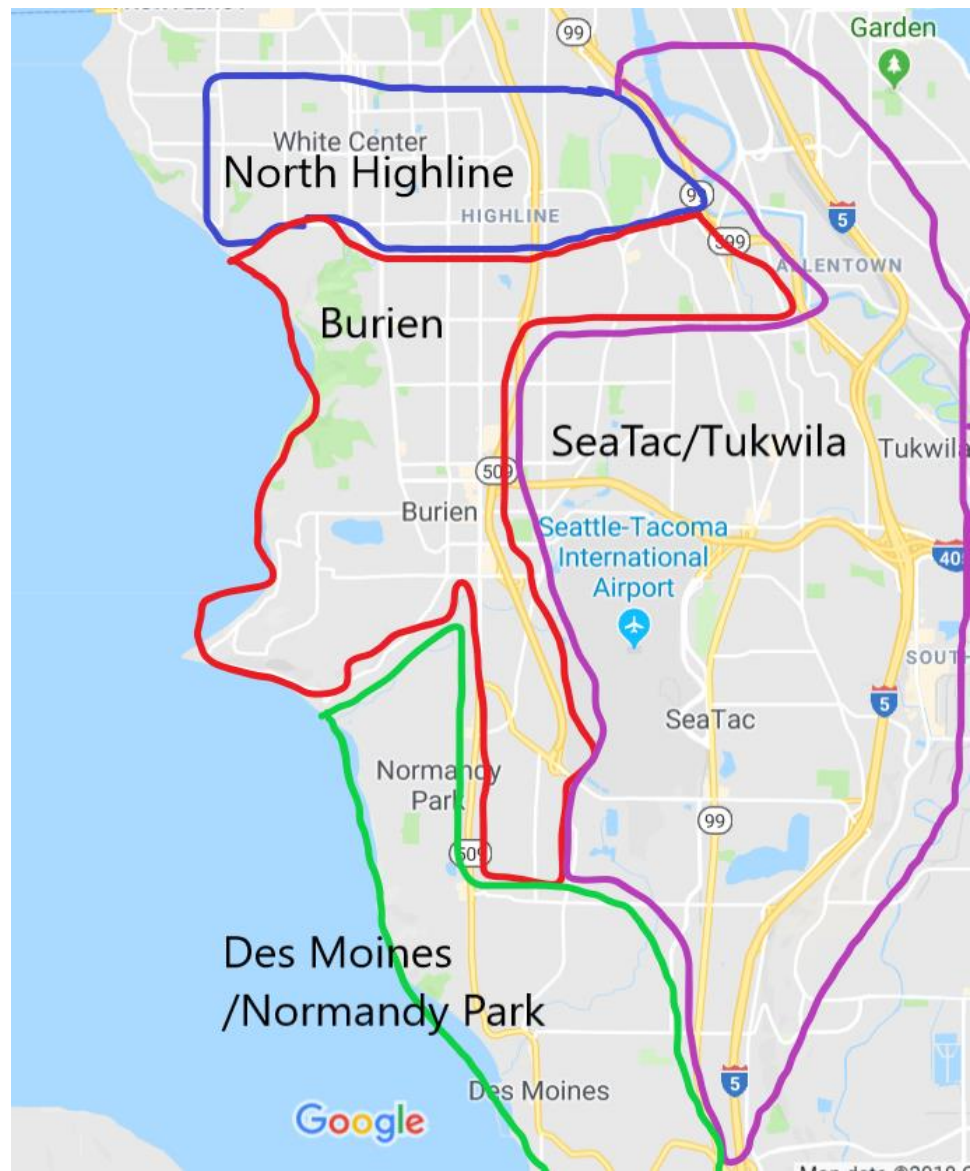 99
Garden
White Center
North Highline
HIGHLINE
99
5
599
ALLENTOWN
Burien
SeaTac/Tukwila
Tukwila
509
Burien
Seattle-Tacoma
International
Airport
405
SOUTH
5
SeaTac
Normandy
Park
99
509
Des Moines
/Normandy Park
5
Des Moines
Google